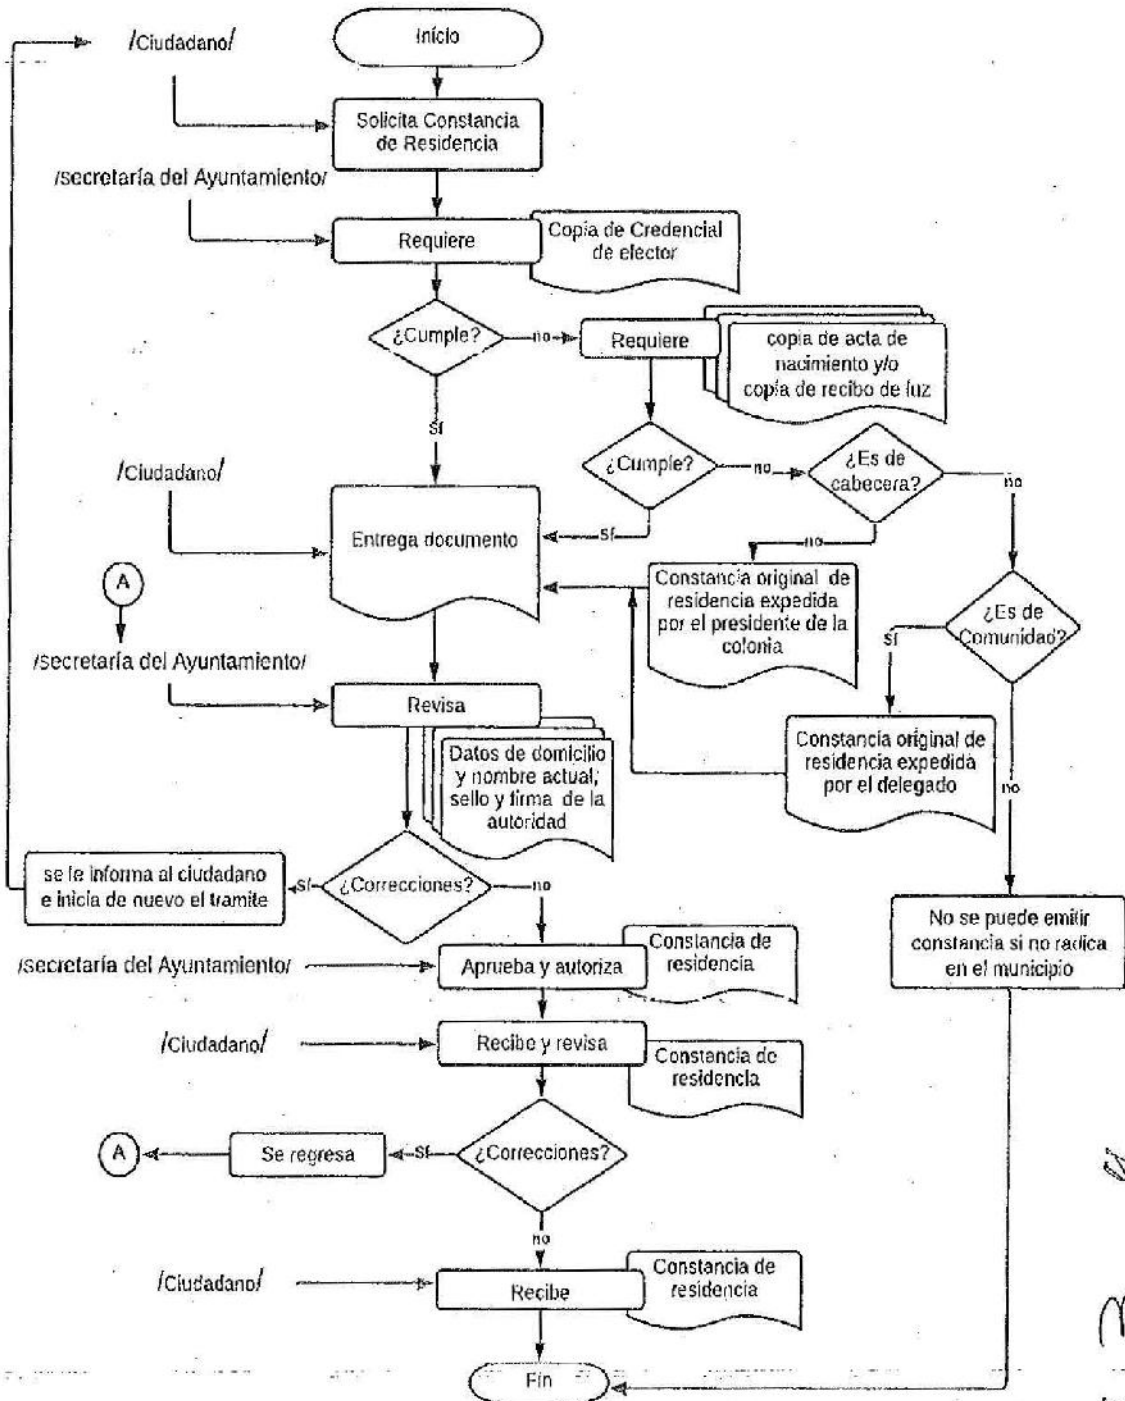 Início
/Ciudadano/
Solicita Constancia
de Residencia
/secretaría del Ayuntamiento/
Requiere
Copia de Credencial
de elector
¿Cumple?
no
Requiere
copia de acta de
nacimiento y/o
copia de recibo de luz
sí
¿Cumple?
no
¿Es de
cabecera?
no
/Ciudadano/
Entrega documento
sí
no
Constancia original de
residencia expedida
por el presidente de la
colonia
¿Es de
Comunidad?
sí
A
/secretaría del Ayuntamiento/
Revisa
Datos de domicilio
y nombre actual,
sello y firma de la
autoridad
Constancia original de
residencia expedida
por el delegado
no
se le informa al ciudadano
e inicia de nuevo el tramite
sí
¿Correcciones?
no
No se puede emitir
constancia si no radica
en el municipio
/secretaría del Ayuntamiento/
Aprueba y autoriza
Constancia de
residencia
/Ciudadano/
Recibe y revisa
Constancia de
residencia
A
Se regresa
sí
¿Correcciones?
no
/Ciudadano/
Recibe
Constancia de
residencia
Fin